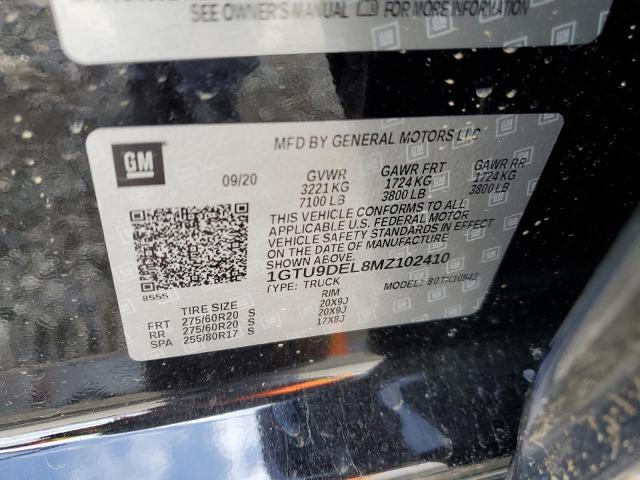 SEE OWNER'S MANUAL FOR MORE INFORMATION
MFD BY GENERAL MOTORS LLC
GM
09/20 GVWR GAWR FRT GAWR RR
3221 KG 1724 KG 1724 KG
7100 LB 3800 LB 3800 LB
THIS VEHICLE CONFORMS TO ALL
APPLICABLE U.S. FEDERAL MOTOR
VEHICLE SAFETY STANDARDS IN
EFFECT ON THE DATE OF MANUFACTURE
SHOWN ABOVE.
1GTU9DEL8MZ102410
8555
TYPE: TRUCK MODEL:
TIRE SIZE RIM
FRT 275/60R20 S 20X9J
RR 275/60R20 S 20X9J
SPA 255/80R17 S 17X8J